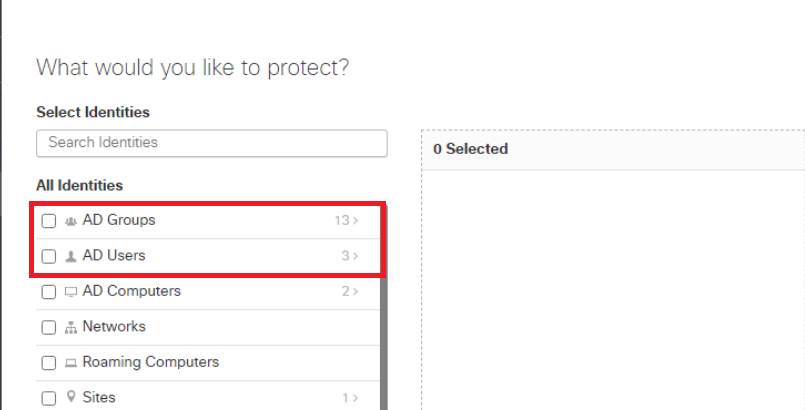 What would you like to protect?
Select Identities
Search Identities
0 Selected
All Identities
AD Groups 13 >
AD Users 3 >
AD Computers 2 >
Networks
Roaming Computers
Sites 1 >